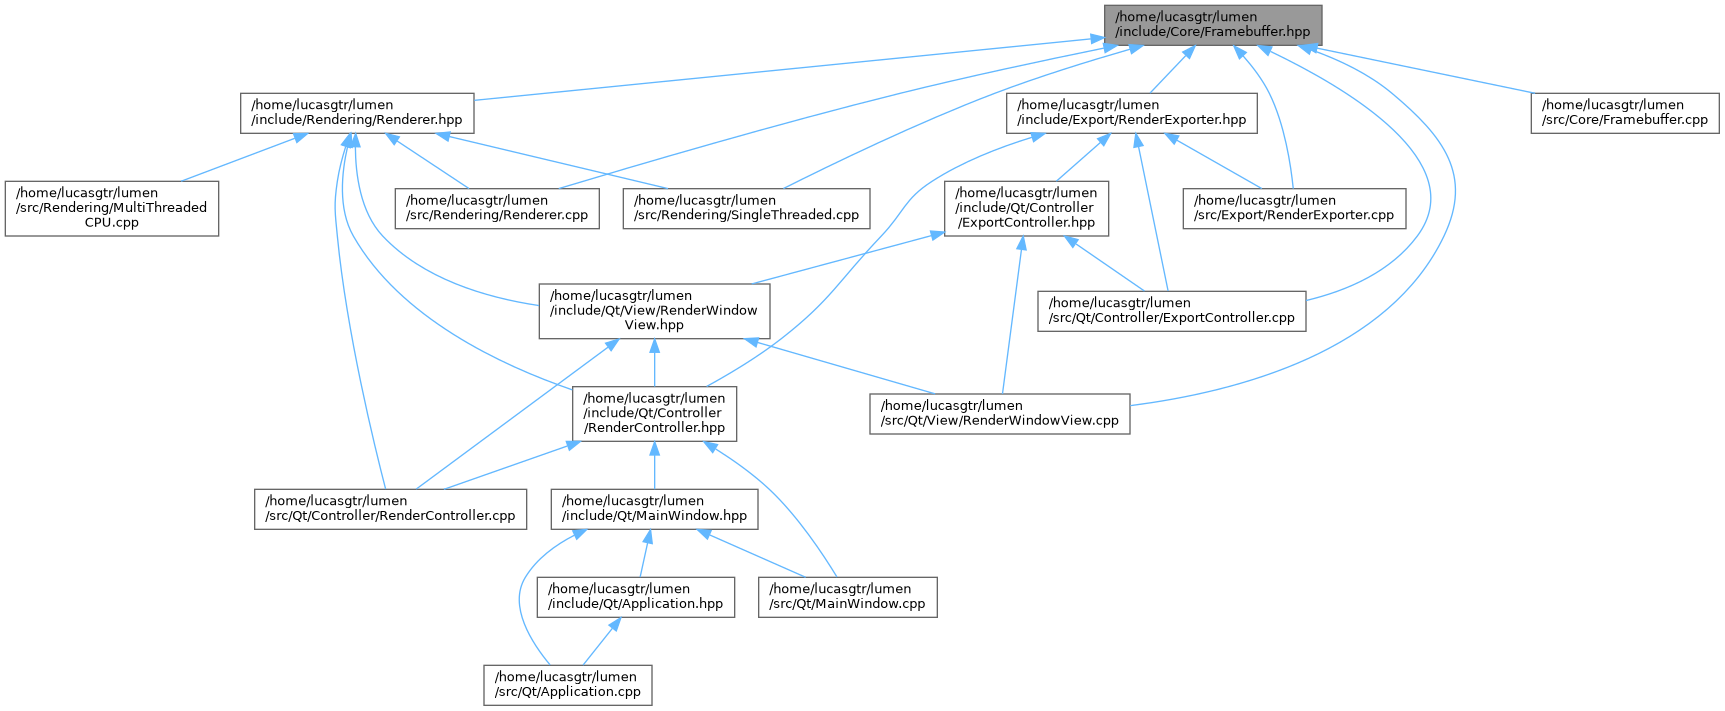 /home/lucasgtr/lumen
/include/Core/Framebuffer.hpp
/home/lucasgtr/lumen
/include/Rendering/Renderer.hpp
/home/lucasgtr/lumen
/include/Export/RenderExporter.hpp
/home/lucasgtr/lumen
/src/Core/Framebuffer.cpp
/home/lucasgtr/lumen
/src/Rendering/MultiThreaded
CPU.cpp
/home/lucasgtr/lumen
/src/Rendering/Renderer.cpp
/home/lucasgtr/lumen
/src/Rendering/SingleThreaded.cpp
/home/lucasgtr/lumen
/include/Qt/Controller
/ExportController.hpp
/home/lucasgtr/lumen
/src/Export/RenderExporter.cpp
/home/lucasgtr/lumen
/include/Qt/View/RenderWindow
View.hpp
/home/lucasgtr/lumen
/src/Qt/Controller/ExportController.cpp
/home/lucasgtr/lumen
/include/Qt/Controller
/RenderController.hpp
/home/lucasgtr/lumen
/src/Qt/View/RenderWindowView.cpp
/home/lucasgtr/lumen
/src/Qt/Controller/RenderController.cpp
/home/lucasgtr/lumen
/include/Qt/MainWindow.hpp
/home/lucasgtr/lumen
/include/Qt/Application.hpp
/home/lucasgtr/lumen
/src/Qt/MainWindow.cpp
/home/lucasgtr/lumen
/src/Qt/Application.cpp